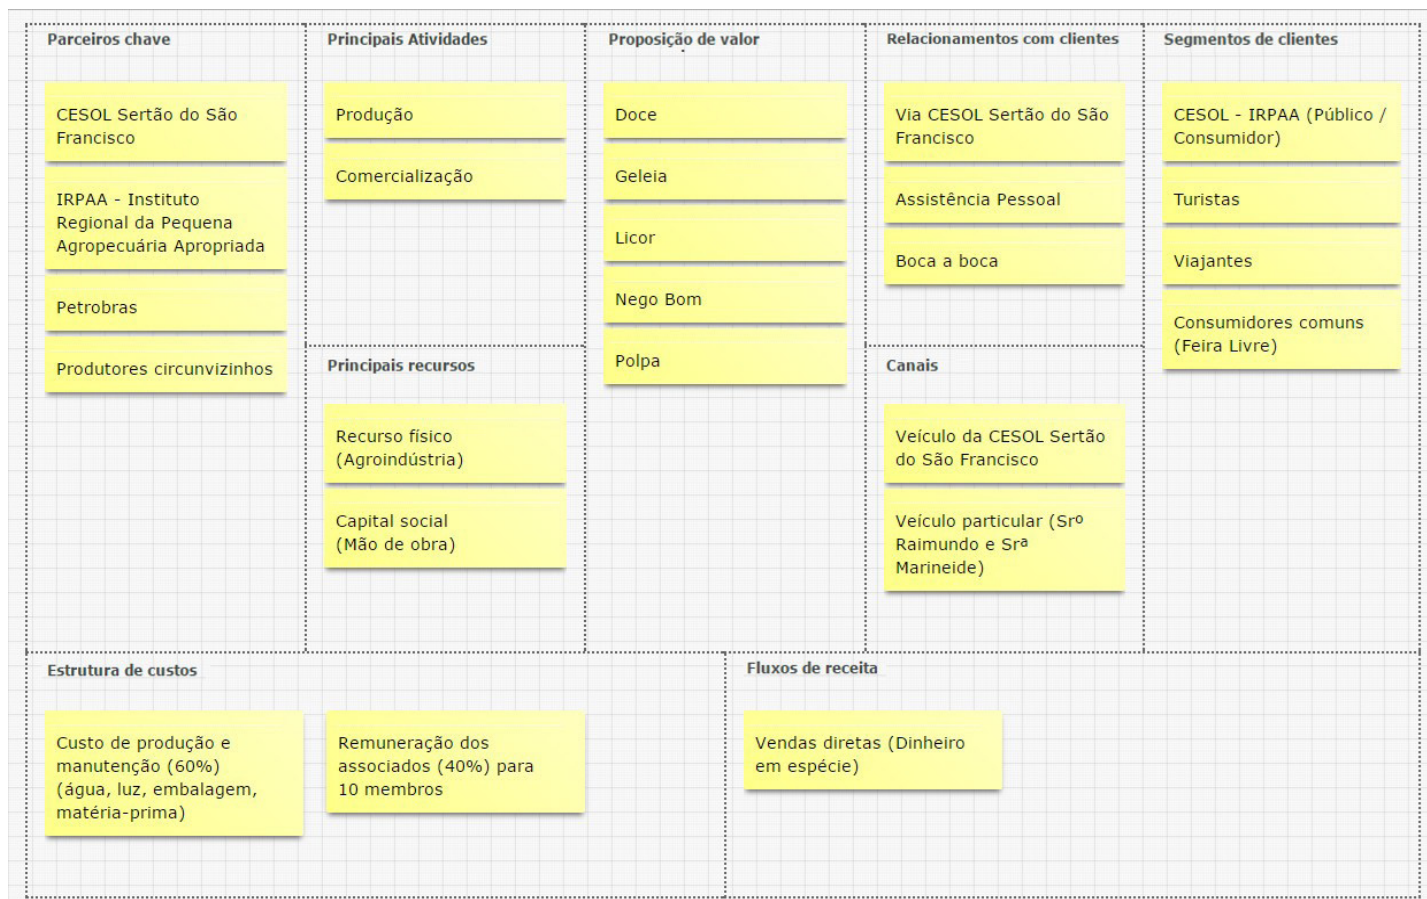 Parceiros chave
CESOL Sertão do São
Francisco
IRPAA - Instituto
Regional da Pequena
Agropecuária Apropriada
Petrobras
Produtores circunvizinhos
Principais Atividades
Produção
Comercialização
Principais recursos
Recurso físico
(Agroindústria)
Capital social
(Mão de obra)
Proposição de valor
Doce
Geleia
Licor
Nego Bom
Polpa
Relacionamentos com clientes
Via CESOL Sertão do São
Francisco
Assistência Pessoal
Boca a boca
Canais
Veículo da CESOL Sertão
do São Francisco
Veículo particular (Srº
Raimundo e Srª
Marineide)
Segmentos de clientes
CESOL - IRPAA (Público /
Consumidor)
Turistas
Viajantes
Consumidores comuns
(Feira Livre)
Estrutura de custos
Custo de produção e
manutenção (60%)
(água, luz, embalagem,
matéria-prima)
Remuneração dos
associados (40%) para
10 membros
Fluxos de receita
Vendas diretas (Dinheiro
em espécie)